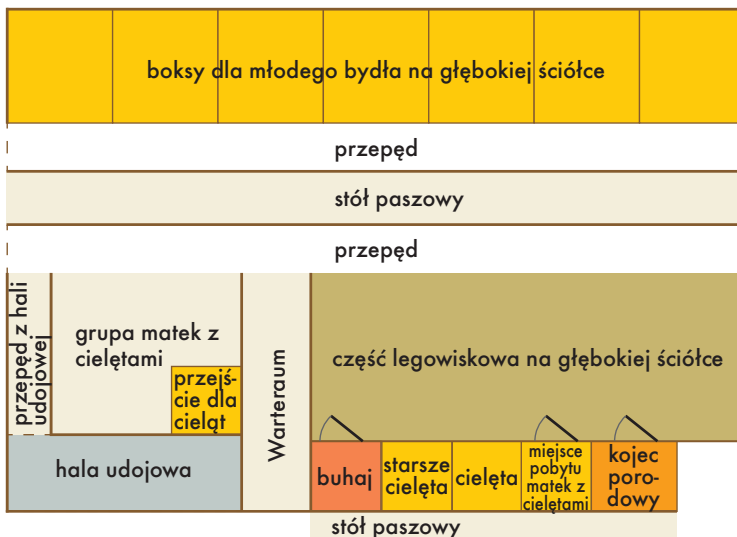 boksy dla młodego bydła na głębokiej ściółce
przepęd
stół paszowy
przepęd
przepęd z hali
udojowej
grupa matek z
cielętami
przejś-
cie dla
cieląt
hala udojowa
Warteraum
część legowiskowa na głębokiej ściółce
buhaj
starsze
cielęta
cielęta
miejsce
pobytu
matek z
cielętami
kojec
poro-
dowy
stół paszowy